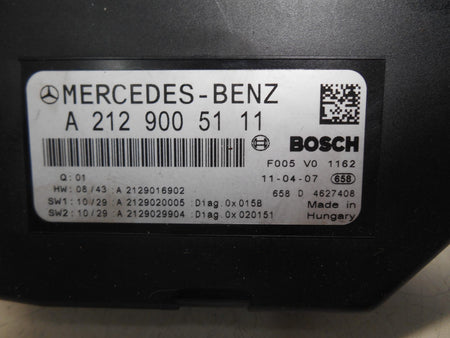 MERCEDES-BENZ
A 212 900 51 11
BOSCH
F005 V0 1162
Q: 01
11-04-07 658
HW: 08/43: A 2129016902
658 D 4627408
SW1: 10/29 : A 2129020005 :Diag.0x015B
Made in
SW2: 10/29 : A 2129029904 :Diag.0x020151
Hungary